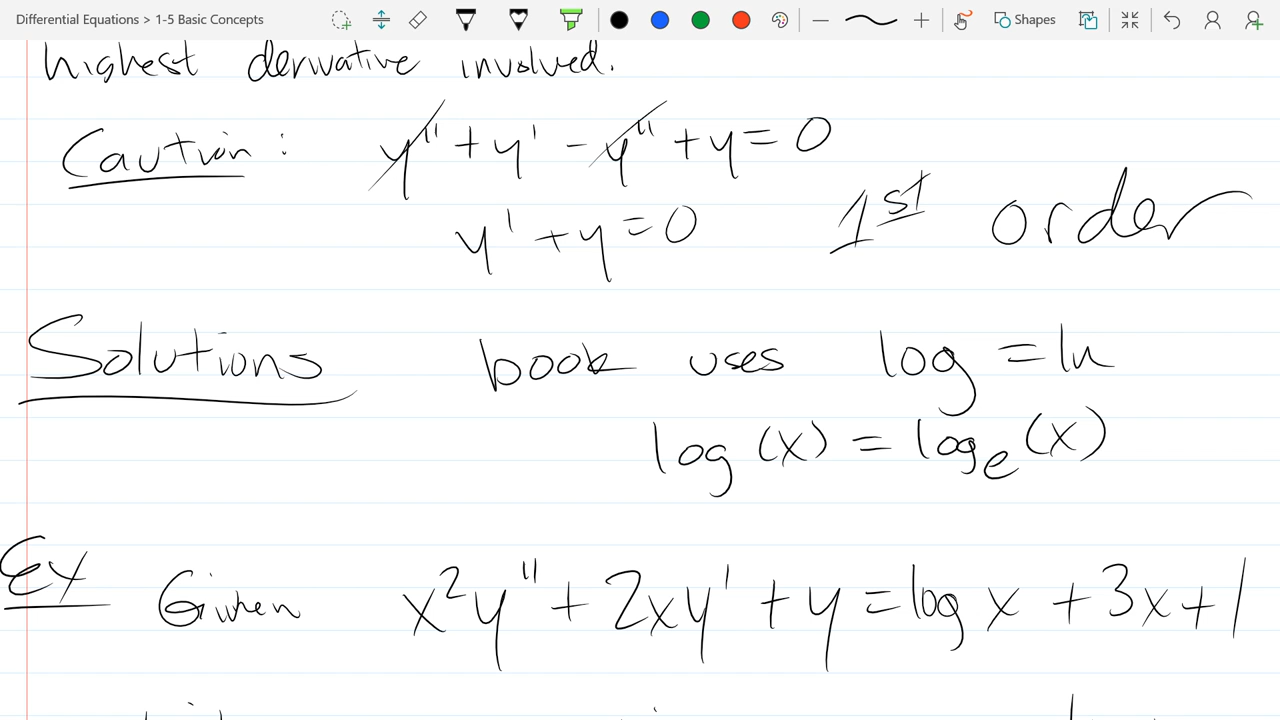 Differential Equations > 1-5 Basic Concepts
Shapes
highest derivative involved.
Caution: y'' + y' - y'' + y = 0
y' + y = 0 1st order
Solutions book uses log = ln
log (x) = log_e (x)
Ex Given x²y'' + 2xy' + y = log x + 3x + 1